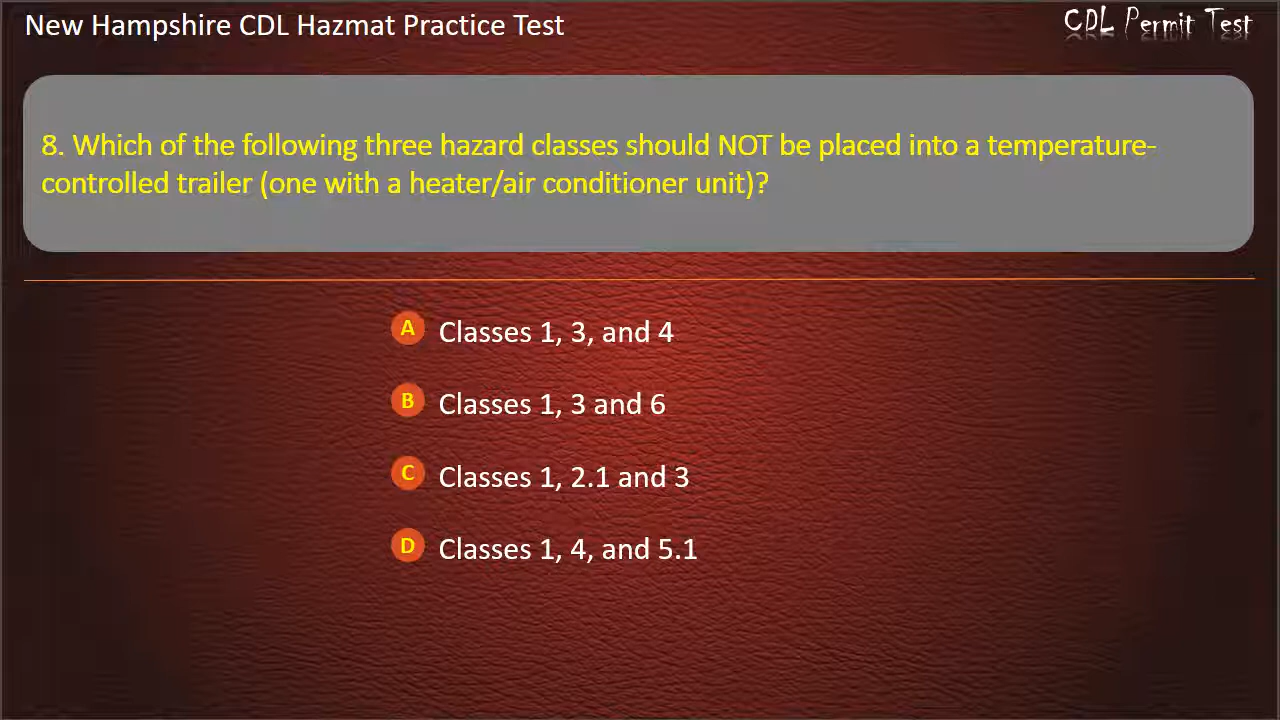 New Hampshire CDL Hazmat Practice Test
CDL Permit Test
8. Which of the following three hazard classes should NOT be placed into a temperature-
controlled trailer (one with a heater/air conditioner unit)?
A Classes 1, 3, and 4
B Classes 1, 3 and 6
C Classes 1, 2.1 and 3
D Classes 1, 4, and 5.1